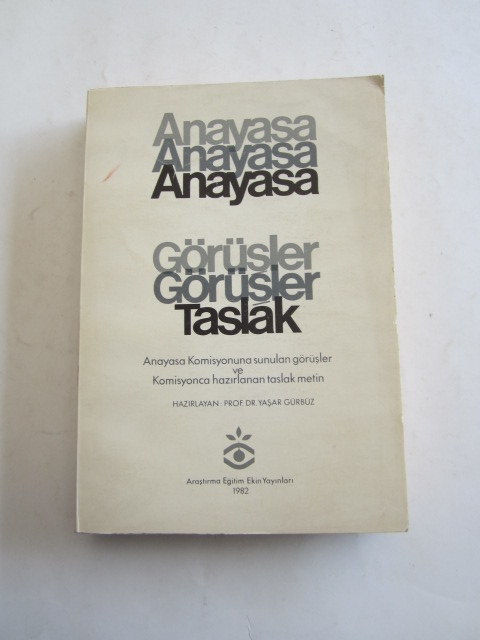 Anayasa
Anayasa
Anayasa
Görüşler
Görüşler
Taslak
Anayasa Komisyonuna sunulan görüşler
ve
Komisyonca hazırlanan taslak metin
HAZIRLAYAN: PROF. DR. YAŞAR GÜRBÜZ
Araştırma Eğitim Ekin Yayınları
1982